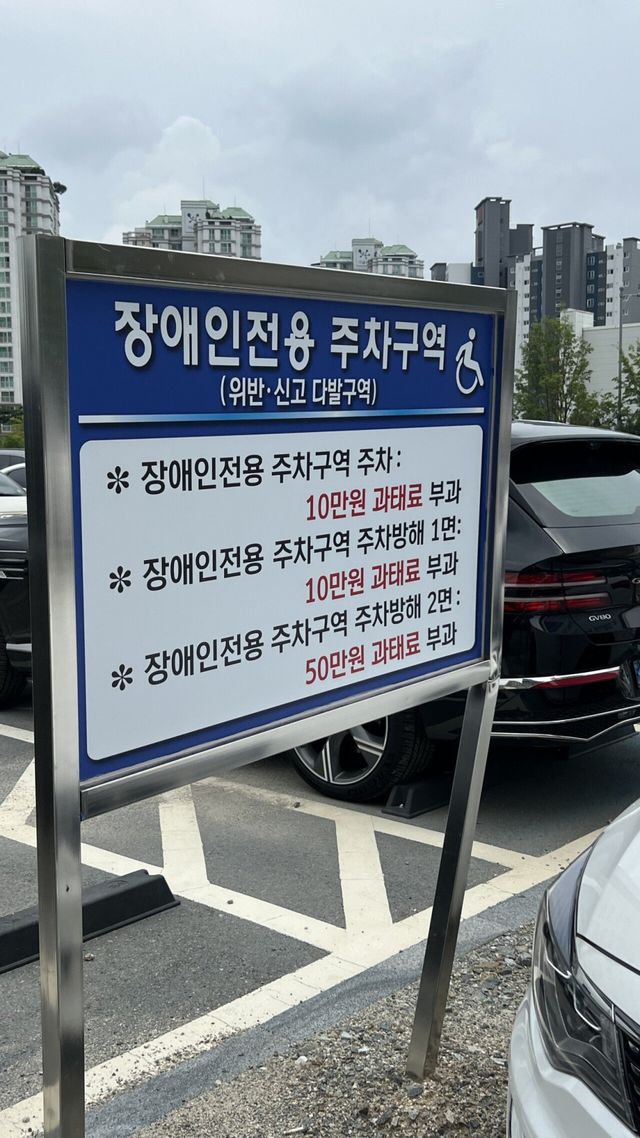 장애인전용 주차구역
(위반·신고 다발구역)
✻ 장애인전용 주차구역 주차:
10만원 과태료 부과
✻ 장애인전용 주차구역 주차방해 1면:
10만원 과태료 부과
✻ 장애인전용 주차구역 주차방해 2면:
50만원 과태료 부과
GV80